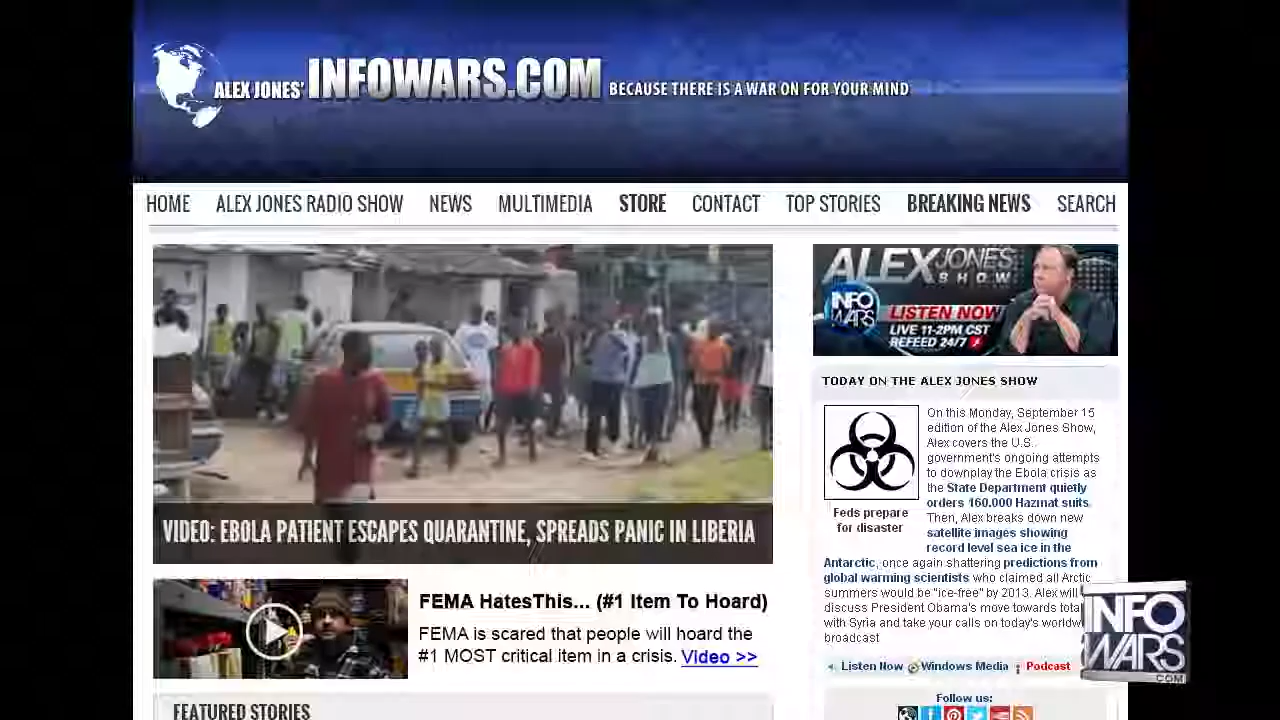 ALEX JONES' INFOWARS.COM BECAUSE THERE IS A WAR ON FOR YOUR MIND
HOME ALEX JONES RADIO SHOW NEWS MULTIMEDIA STORE CONTACT TOP STORIES BREAKING NEWS SEARCH
VIDEO: EBOLA PATIENT ESCAPES QUARANTINE, SPREADS PANIC IN LIBERIA
FEMA HatesThis... (#1 Item To Hoard)
FEMA is scared that people will hoard the
#1 MOST critical item in a crisis. Video >>
FEATURED STORIES
ALEX JONES
SHOW
INFO
WARS
LISTEN NOW
LIVE 11-2PM CST
REFEED 24/7
TODAY ON THE ALEX JONES SHOW
Feds prepare
for disaster
On this Monday, September 15
edition of the Alex Jones Show,
Alex covers the U.S.
government's ongoing attempts
to downplay the Ebola crisis as
the State Department quietly
orders 160,000 Hazmat suits.
Then, Alex breaks down new
satellite images showing
record level sea ice in the
Antarctic, once again shattering predictions from
global warming scientists who claimed all Arctic
summers would be "ice-free" by 2013. Alex will
discuss President Obama's move towards
with Syria and take your calls on today's
broadcast
Listen Now Windows Media Podcast
Follow us:
INFO
WARS
.COM